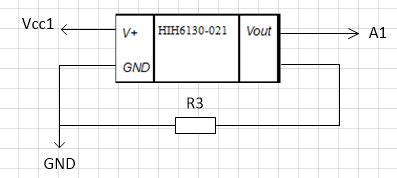 Vcc1
V+
HIH6130-021
Vout
A1
GND
R3
GND